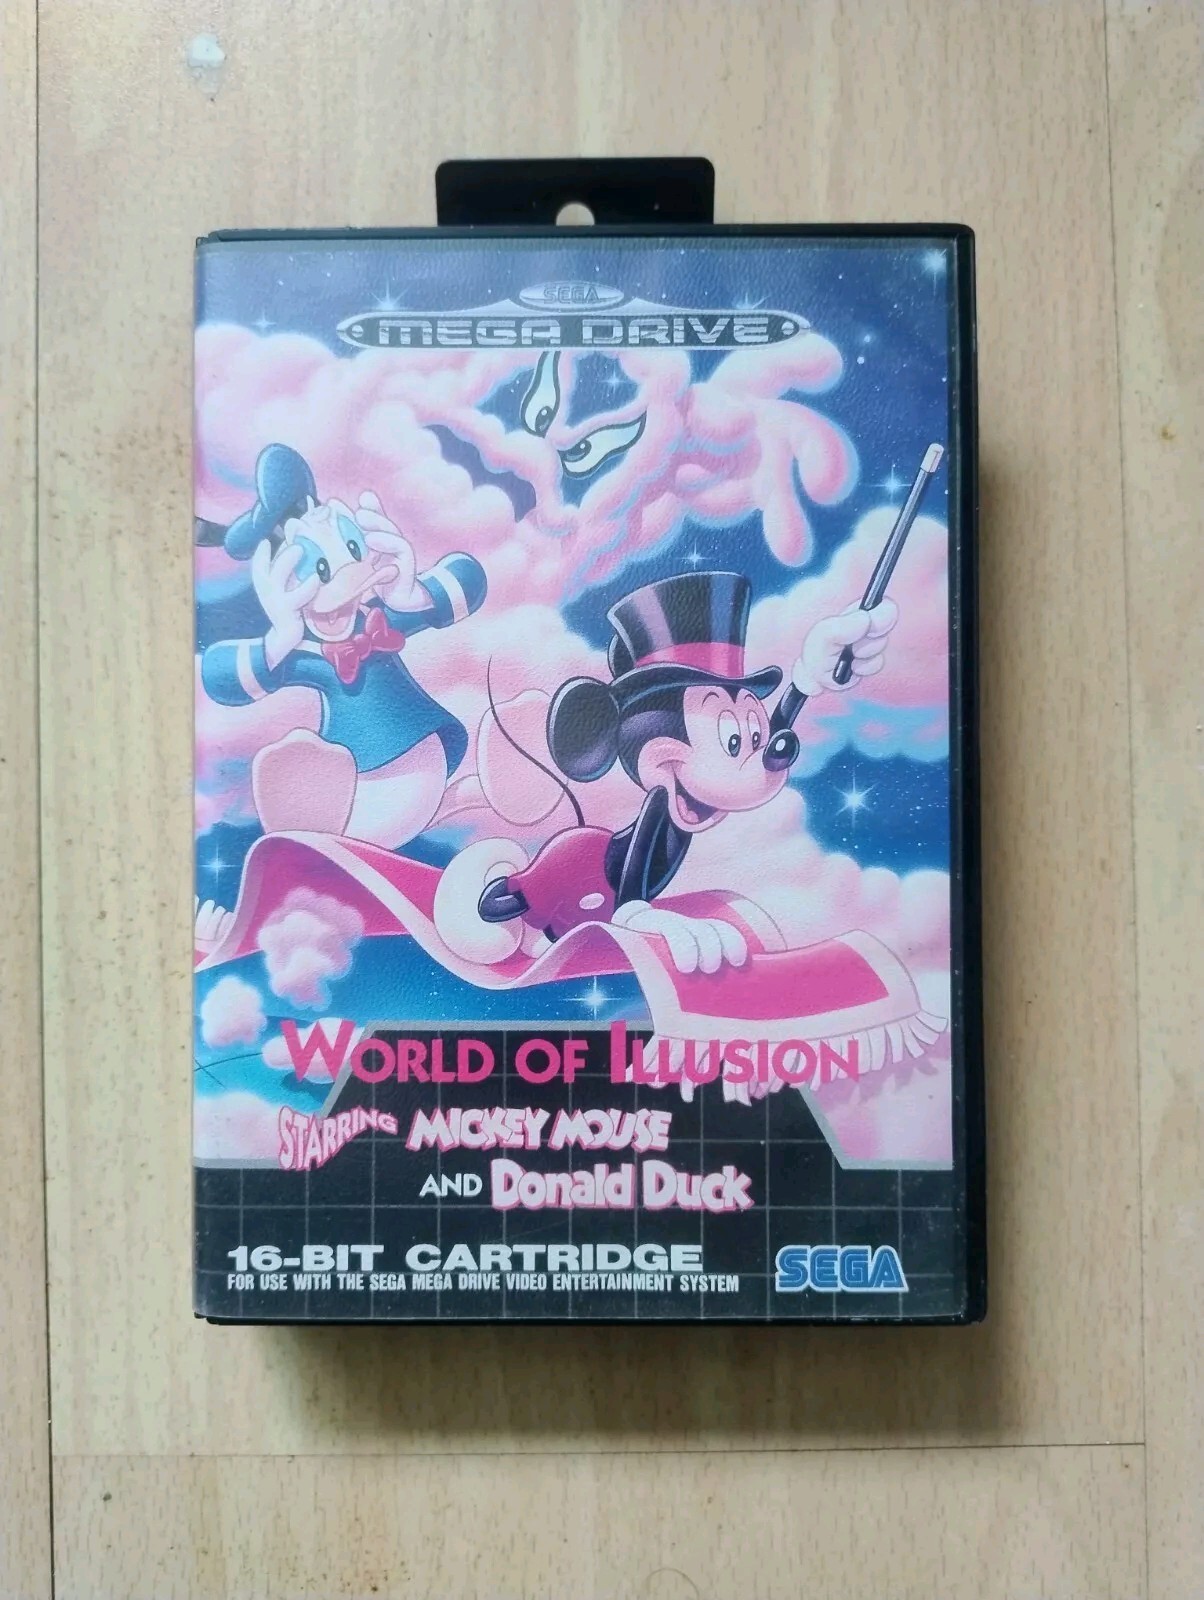 SEGA
MEGA DRIVE
WORLD OF ILLUSION
STARRING MICKEY MOUSE
AND Donald Duck
16-BIT CARTRIDGE
FOR USE WITH THE SEGA MEGA DRIVE VIDEO ENTERTAINMENT SYSTEM
SEGA